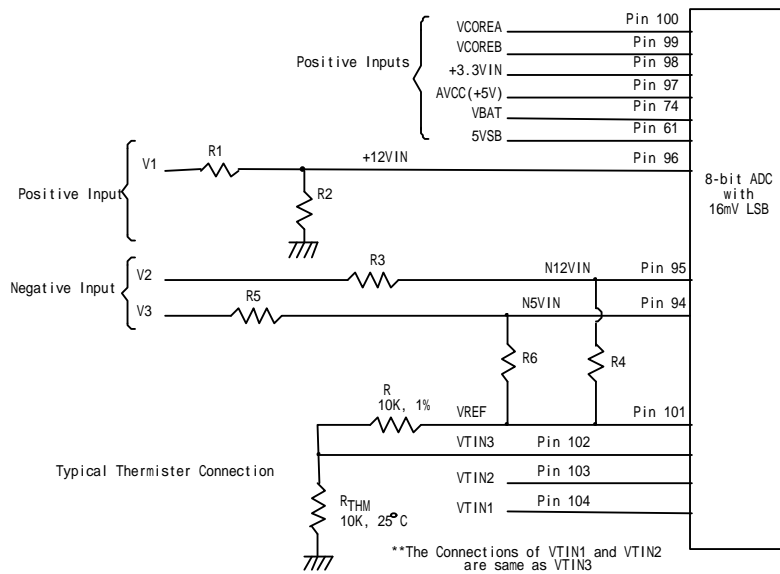 VCOREA Pin 100
VCOREB Pin 99
Positive Inputs +3.3VIN Pin 98
AVCC(+5V) Pin 97
VBAT Pin 74
5VSB Pin 61
R1 +12VIN Pin 96
V1
Positive Input R2
8-bit ADC
with
16mV LSB
V2 R3 N12VIN Pin 95
Negative Input
V3 R5 N5VIN Pin 94
R6 R4
R
10K, 1% VREF Pin 101
VTIN3 Pin 102
Typical Thermister Connection VTIN2 Pin 103
RTHM
10K, 25°C VTIN1 Pin 104
**The Connections of VTIN1 and VTIN2
are same as VTIN3